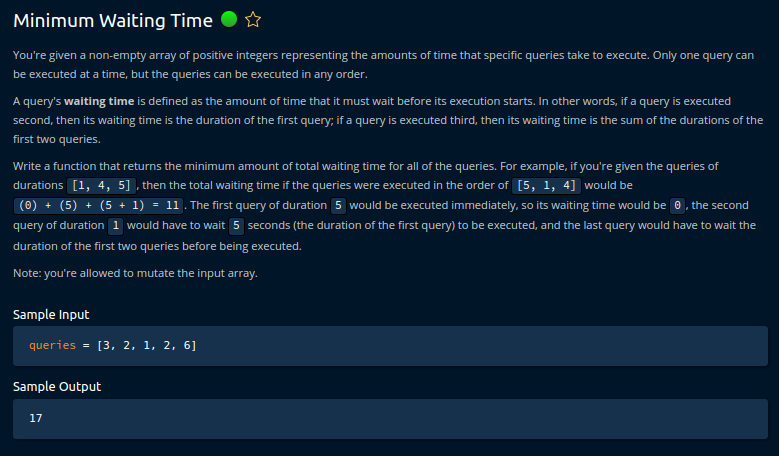 Minimum Waiting Time
You're given a non-empty array of positive integers representing the amounts of time that specific queries take to execute. Only one query can
be executed at a time, but the queries can be executed in any order.
A query's waiting time is defined as the amount of time that it must wait before its execution starts. In other words, if a query is executed
second, then its waiting time is the duration of the first query; if a query is executed third, then its waiting time is the sum of the durations of the
first two queries.
Write a function that returns the minimum amount of total waiting time for all of the queries. For example, if you're given the queries of
durations [1, 4, 5], then the total waiting time if the queries were executed in the order of [5, 1, 4] would be
(0) + (5) + (5 + 1) = 11. The first query of duration 5 would be executed immediately, so its waiting time would be 0, the second
query of duration 1 would have to wait 5 seconds (the duration of the first query) to be executed, and the last query would have to wait the
duration of the first two queries before being executed.
Note: you're allowed to mutate the input array.
Sample Input
queries = [3, 2, 1, 2, 6]
Sample Output
17